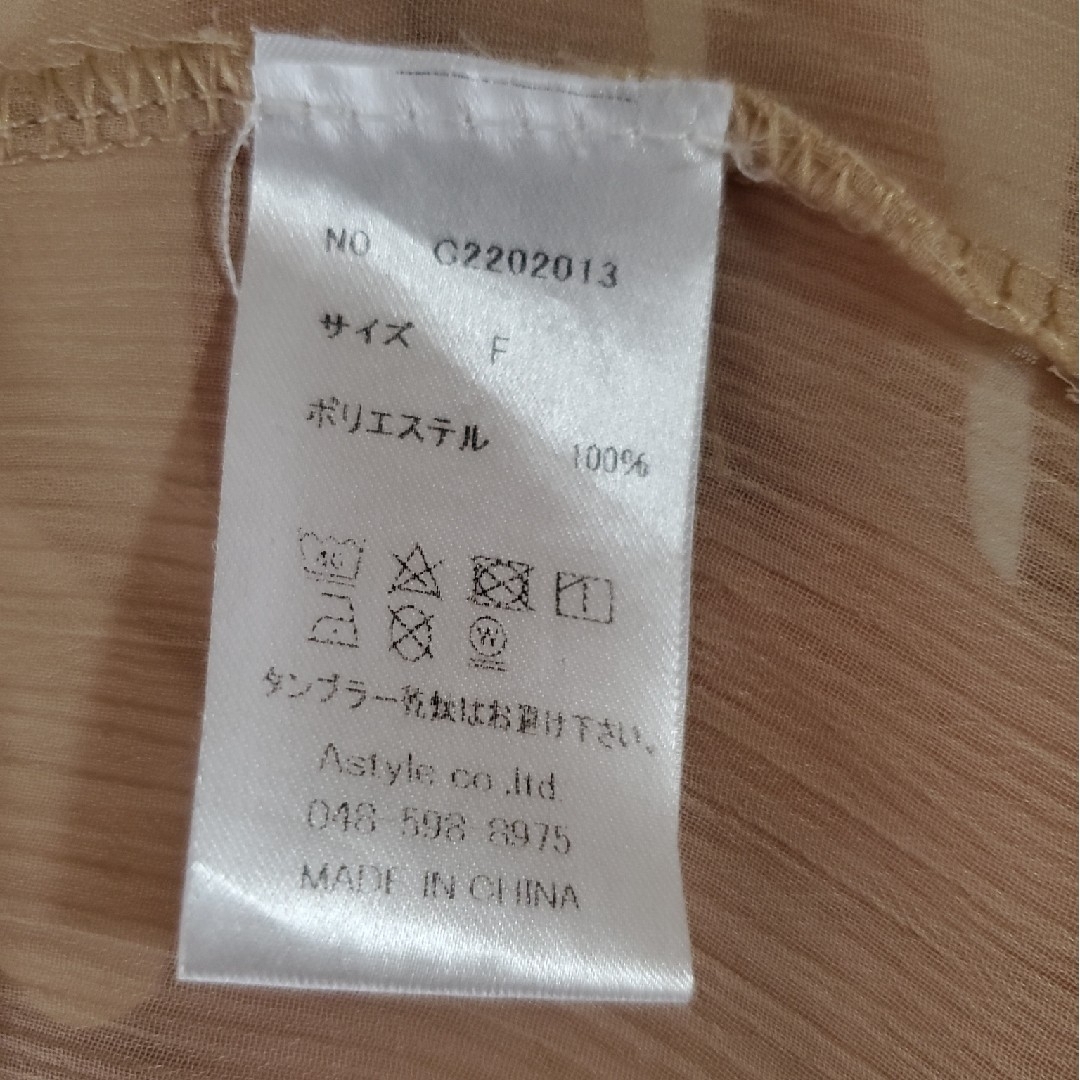 NO. C2202013
サイズ F
ポリエステル 100%
40
W
タンブラー乾燥はお避け下さい。
Astyle co.,ltd.
048-598-8975
MADE IN CHINA